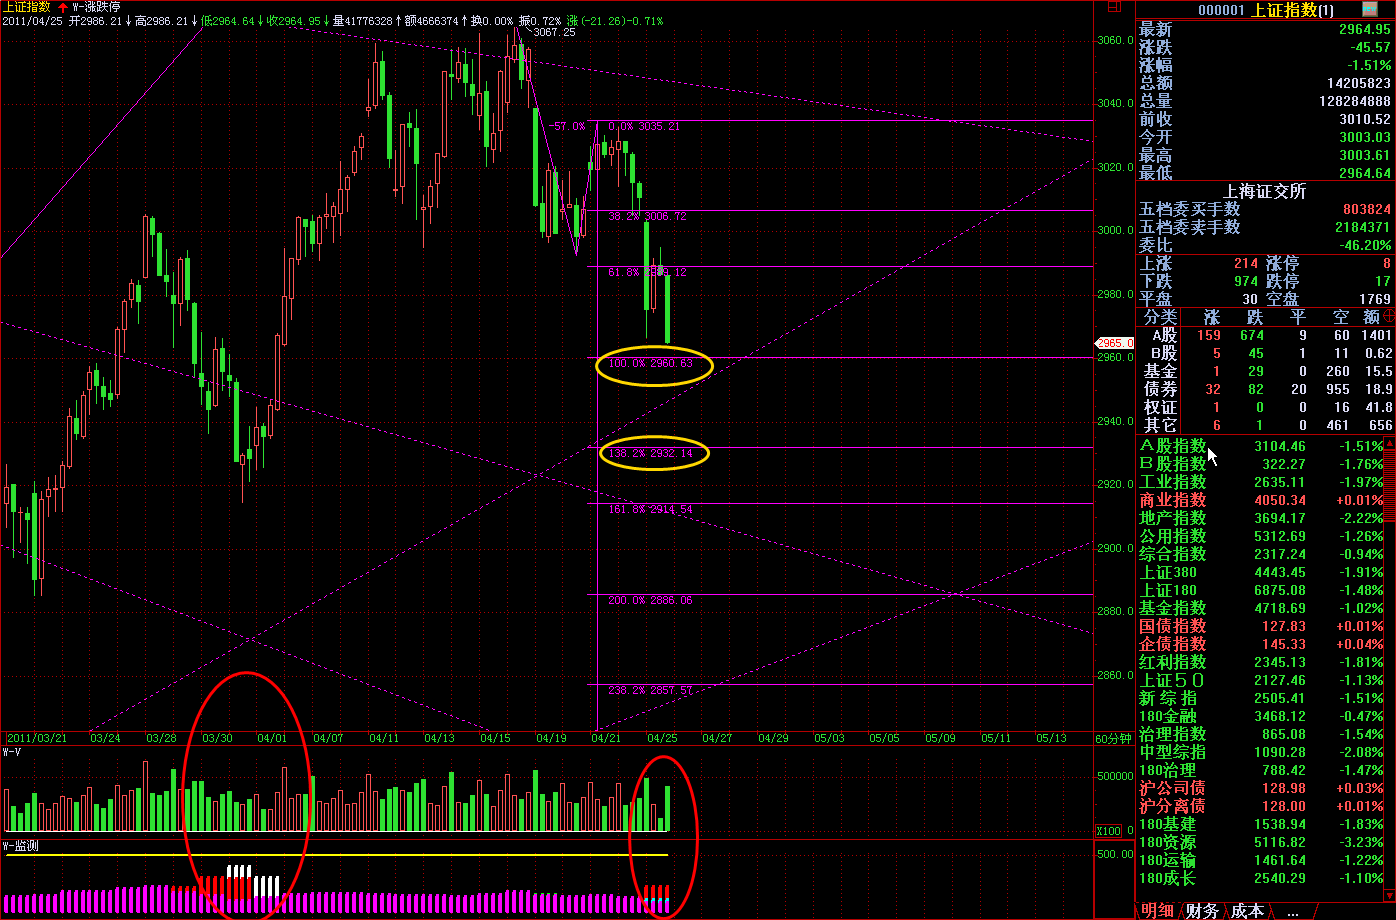 上证指数 W-涨跌停
2011/04/25 开2986.21↓高2986.21↓低2964.64↓收2964.95↓量41776328↑额4666374↑换0.00% 振0.72% 涨(-21.26)-0.71%
日
3067.25
3060.0
3040.0
3020.0
3000.0
2980.0
2965.0
2960.0
2940.0
2920.0
2900.0
2880.0
2860.0
-57.0%
0.0% 3035.21
38.2% 3006.72
61.8%
100.0% 2960.63
138.2% 2932.14
161.8% 2914.54
200.0% 2886.06
238.2% 2857.57
2011/03/21 03/24 03/28 03/30 04/01 04/07 04/11 04/13 04/15 04/19 04/21 04/25 04/27 04/29 05/03 05/05 05/09 05/11 05/13 60分钟
W-V
500000
X100 0
W-监测
500.00
000001 上证指数(1)
最新 2964.95
涨跌 -45.57
涨幅 -1.51%
总额 14205823
总量 128284888
前收 3010.52
今开 3003.03
最高 3003.61
最低 2964.64
上海证交所
五档委买手数 803824
五档委卖手数 2184371
委比 -46.20%
上涨 214 涨停 8
下跌 974 跌停 17
平盘 30 空盘 1769
分类 涨 跌 平 空 额
A股 159 674 9 60 1401
B股 5 45 1 11 0.62
基金 1 29 0 260 15.5
债券 32 82 20 955 18.9
权证 1 0 0 16 41.8
其它 6 1 0 461 656
A股指数 3104.46 -1.51%
B股指数 322.27 -1.76%
工业指数 2635.11 -1.97%
商业指数 4050.34 +0.01%
地产指数 3694.17 -2.22%
公用指数 5312.69 -1.26%
综合指数 2317.24 -0.94%
上证380 4443.45 -1.91%
上证180 6875.08 -1.48%
基金指数 4718.69 -1.02%
国债指数 127.83 +0.01%
企债指数 145.33 +0.04%
红利指数 2345.13 -1.81%
上证50 2127.46 -1.13%
新综指 2505.41 -1.51%
180金融 3468.12 -0.47%
治理指数 865.08 -1.54%
中型综指 1090.28 -2.08%
180治理 788.42 -1.47%
沪公司债 128.98 +0.03%
沪分离债 128.00 +0.01%
180基建 1538.94 -1.83%
180资源 5116.82 -3.23%
180运输 1461.64 -1.22%
180成长 2540.29 -1.10%
明细 财务 成本 ...